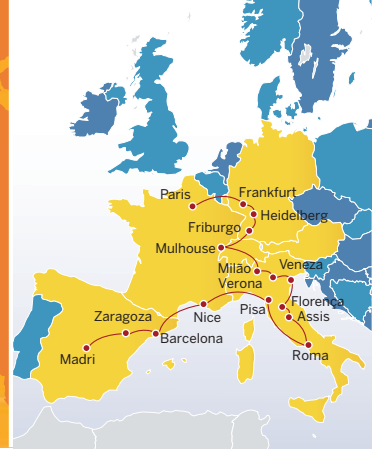 Paris
Frankfurt
Heidelberg
Friburgo
Mulhouse
Milão
Veneza
Verona
Florença
Pisa
Assis
Nice
Zaragoza
Barcelona
Madri
Roma